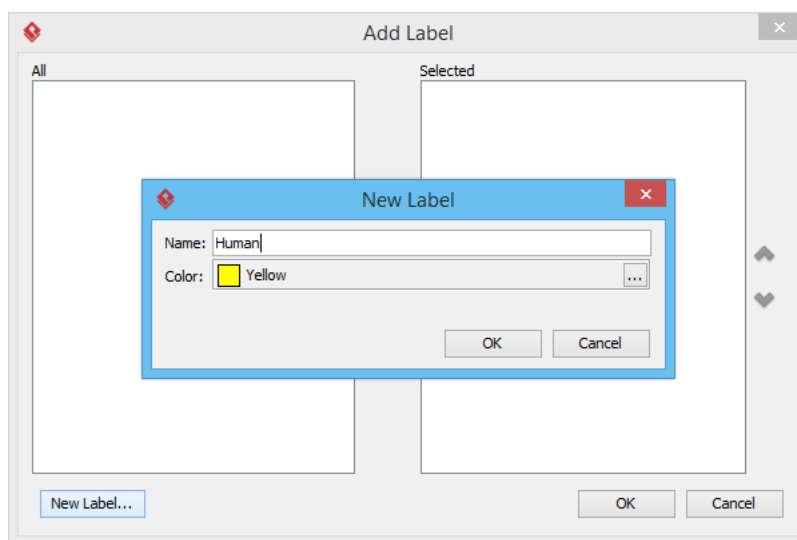 Add Label
All
Selected
New Label
Name: Human
Color: Yellow ...
OK Cancel
New Label... OK Cancel